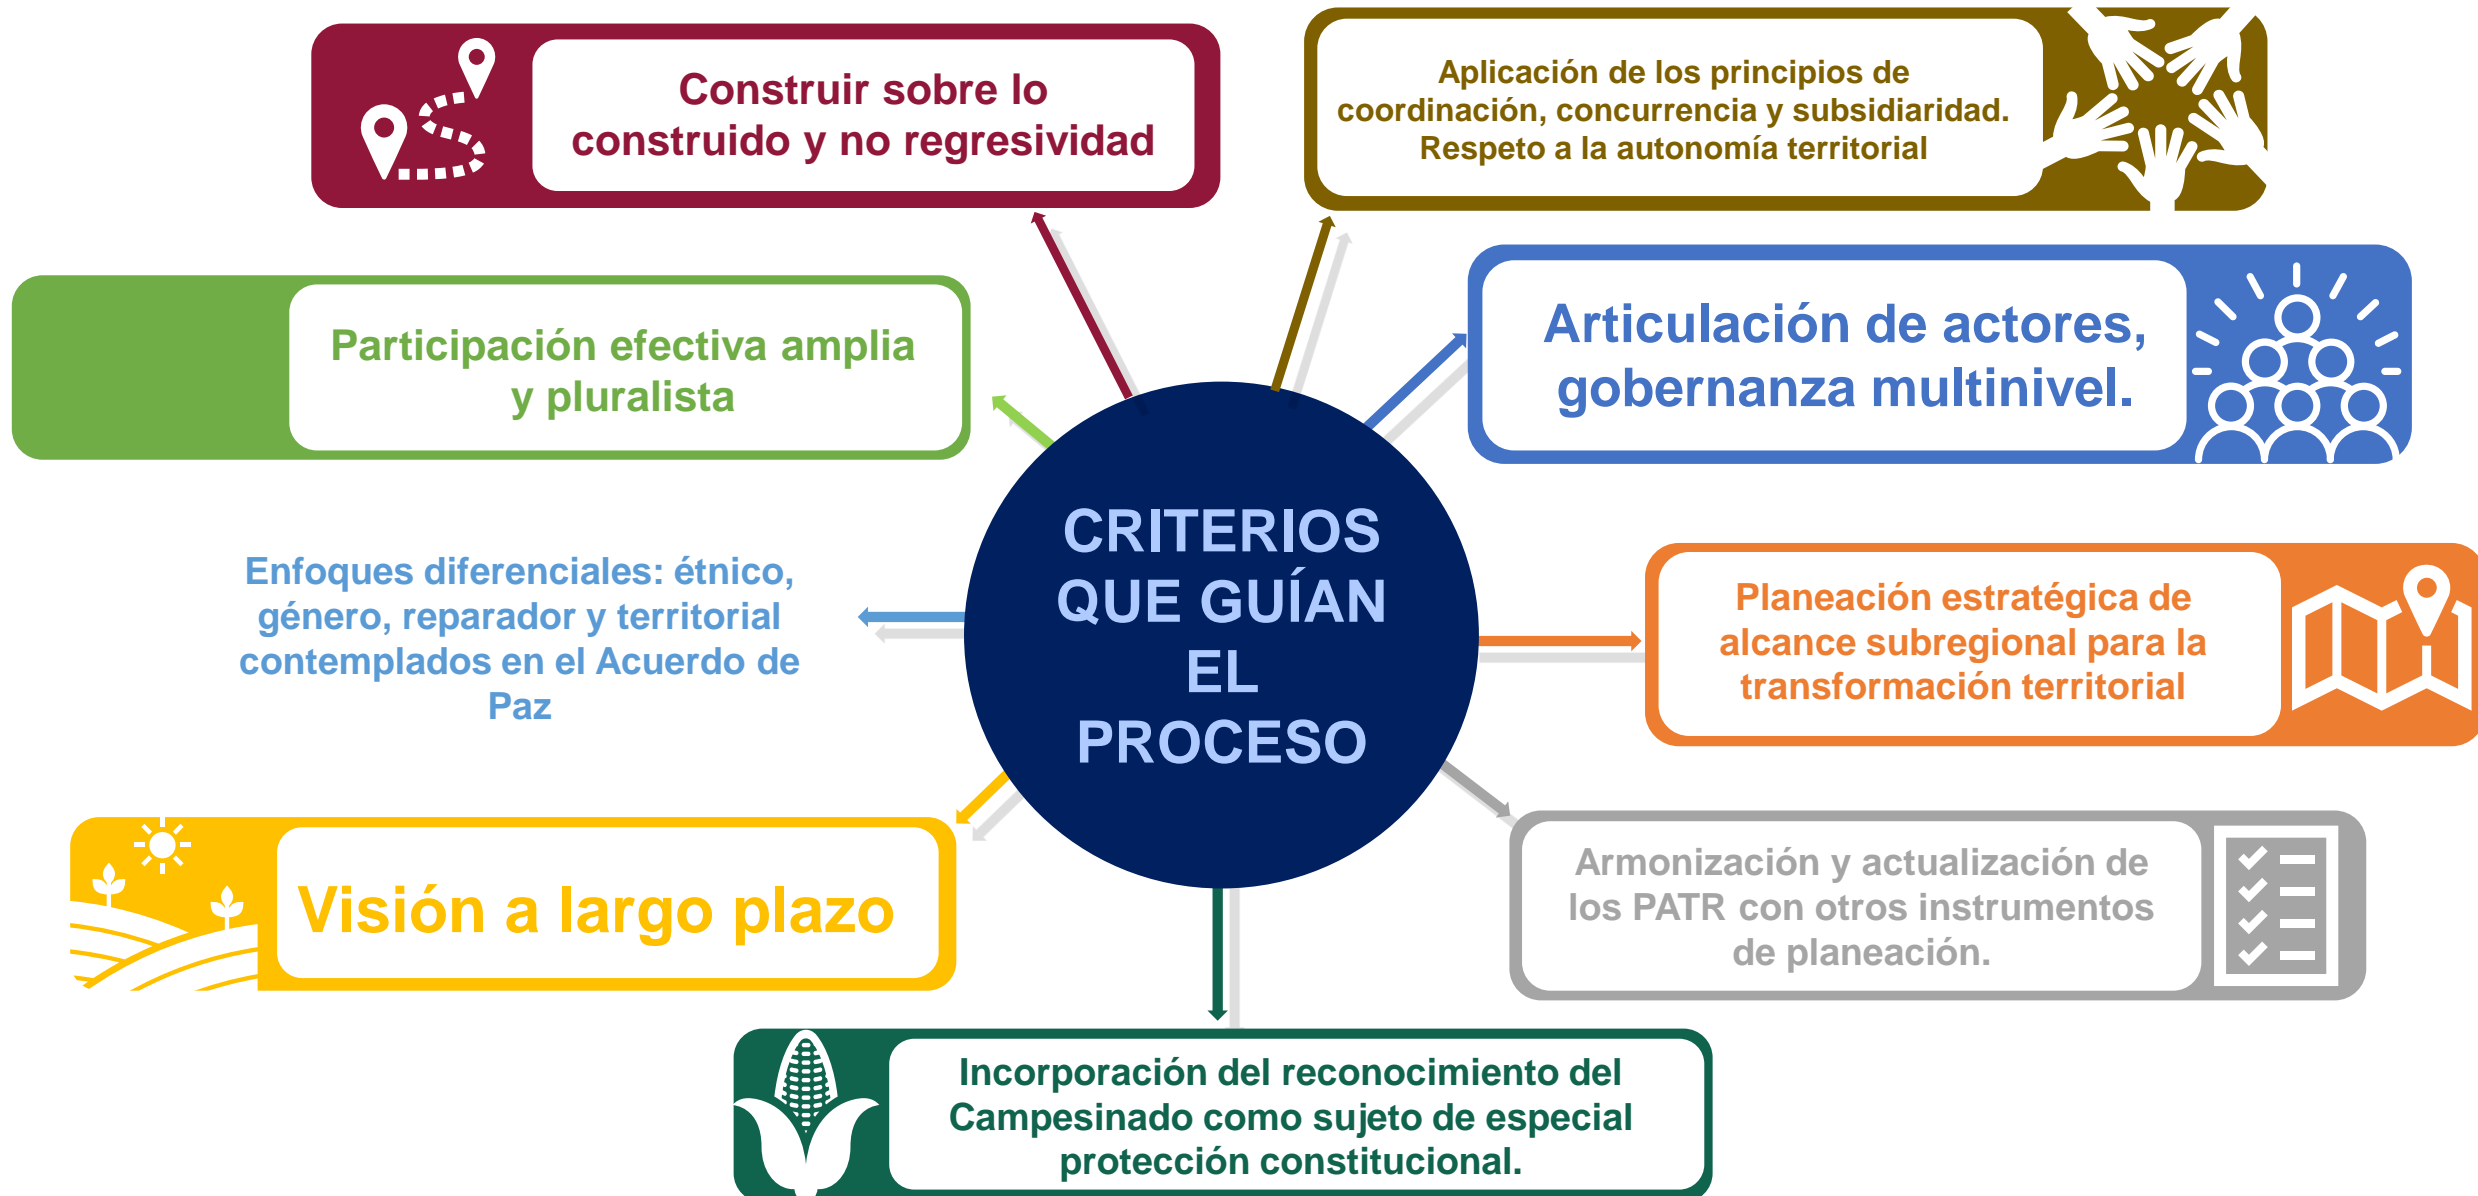 Construir sobre lo
construido y no regresividad
Aplicación de los principios de
coordinación, concurrencia y subsidiaridad.
Respeto a la autonomía territorial
Participación efectiva amplia
y pluralista
Articulación de actores,
gobernanza multinivel.
CRITERIOS
QUE GUÍAN
EL
PROCESO
Enfoques diferenciales: étnico,
género, reparador y territorial
contemplados en el Acuerdo de
Paz
Planeación estratégica de
alcance subregional para la
transformación territorial
Visión a largo plazo
Armonización y actualización de
los PATR con otros instrumentos
de planeación.
Incorporación del reconocimiento del
Campesinado como sujeto de especial
protección constitucional.